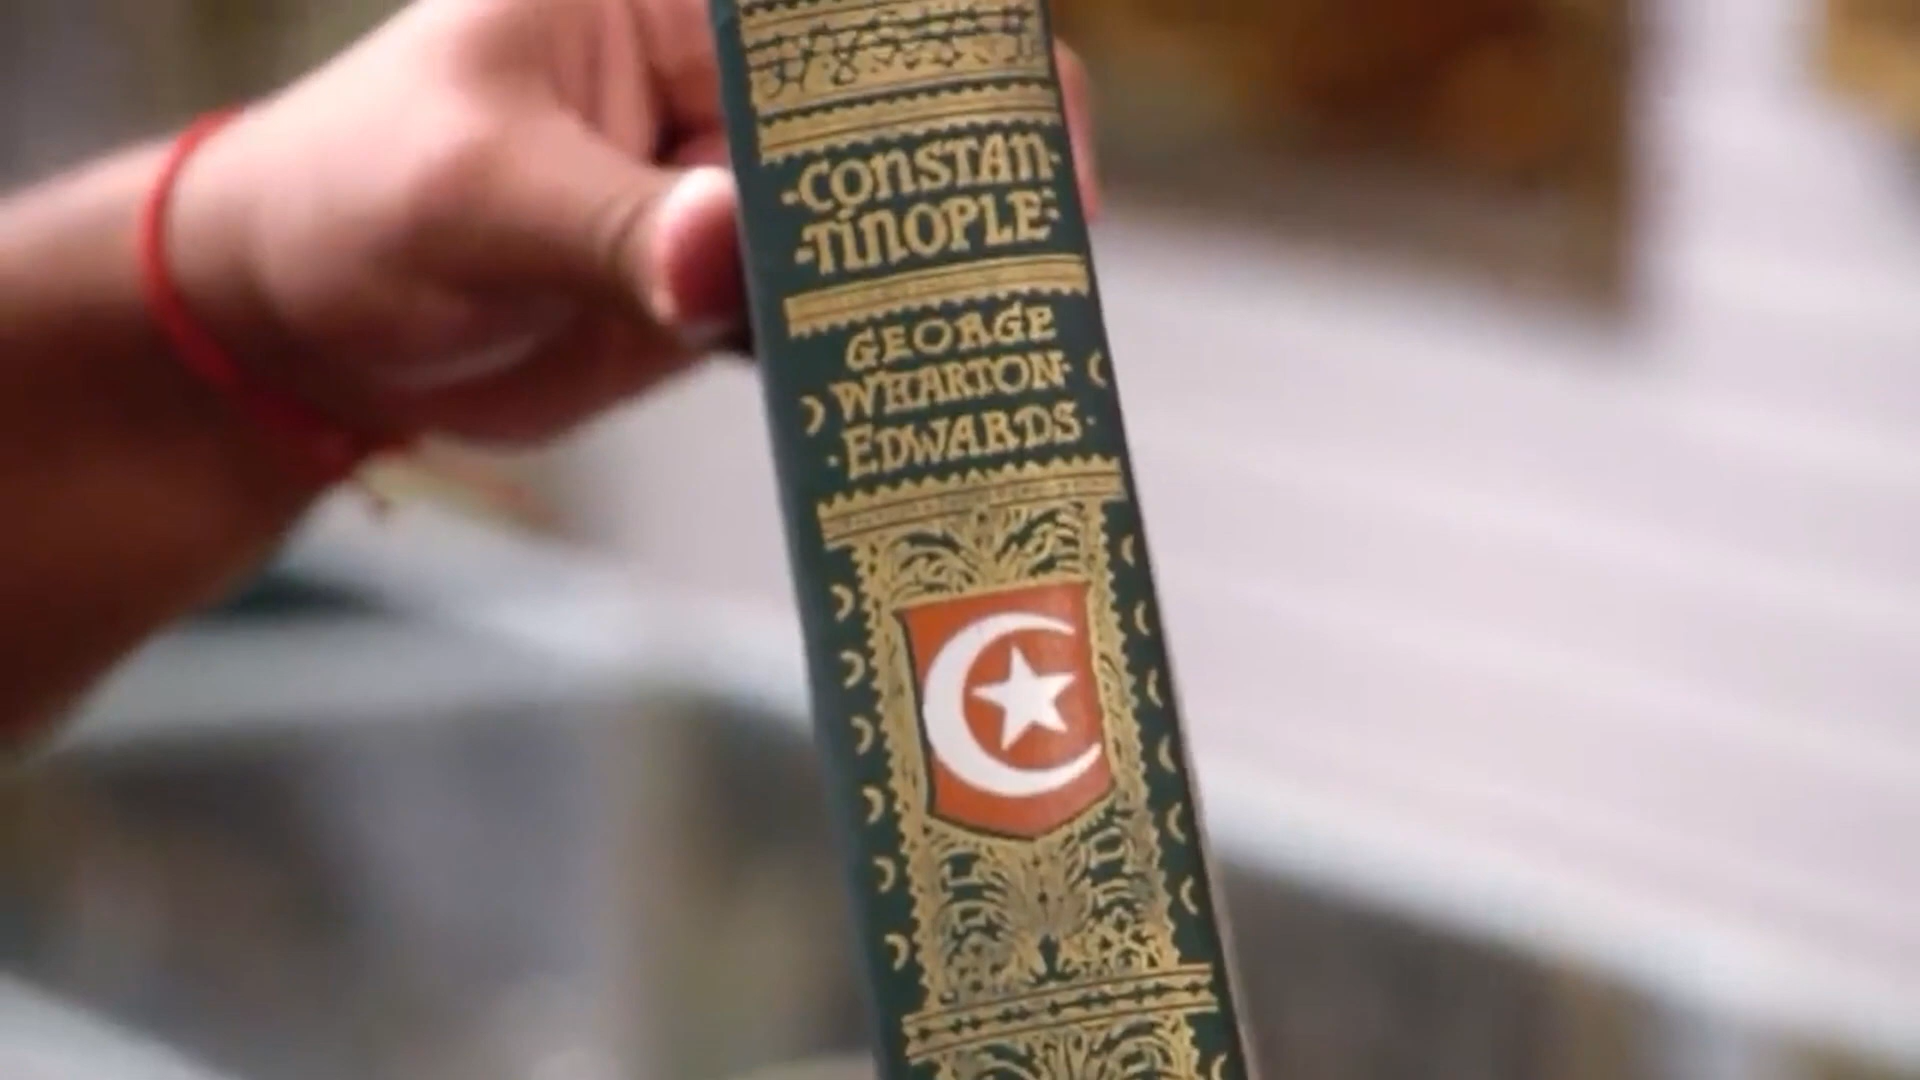 ·CONSTAN-
-TINOPLE-
GEORGE
WHARTON-
·EDWARDS·